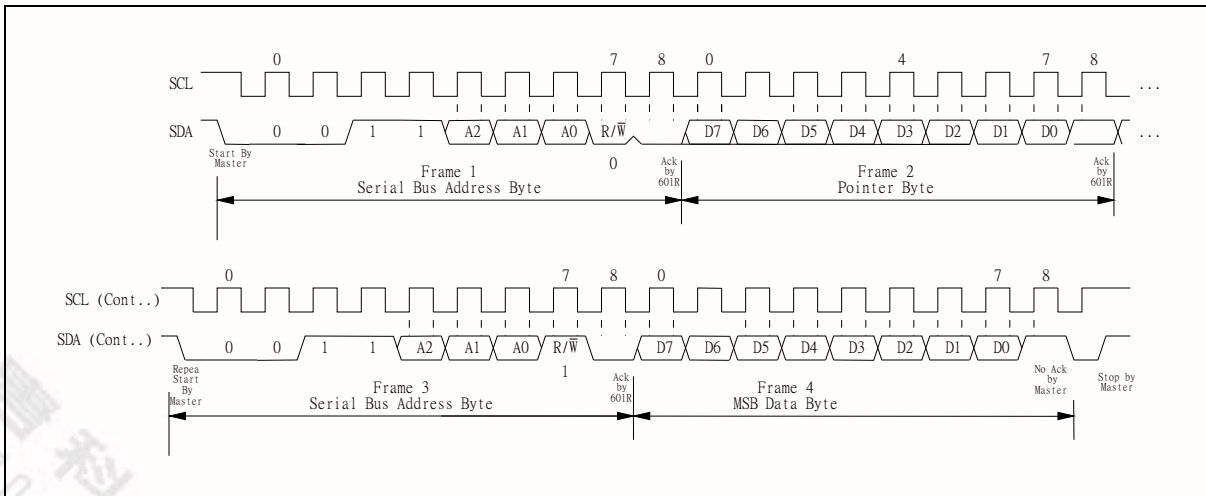 0 7 8 0 4 7 8
SCL ...
SDA 0 0 1 1 A2 A1 A0 R/W̅ D7 D6 D5 D4 D3 D2 D1 D0 ...
Start By
Master
0
Ack
by
601R
Ack
by
601R
Frame 1
Serial Bus Address Byte
Frame 2
Pointer Byte
0 7 8 0 7 8
SCL (Cont..)
SDA (Cont..) 0 0 1 1 A2 A1 A0 R/W̅ D7 D6 D5 D4 D3 D2 D1 D0
Repea
Start
By
Master
1
Ack
by
601R
No Ack
by
Master
Stop by
Master
Frame 3
Serial Bus Address Byte
Frame 4
MSB Data Byte